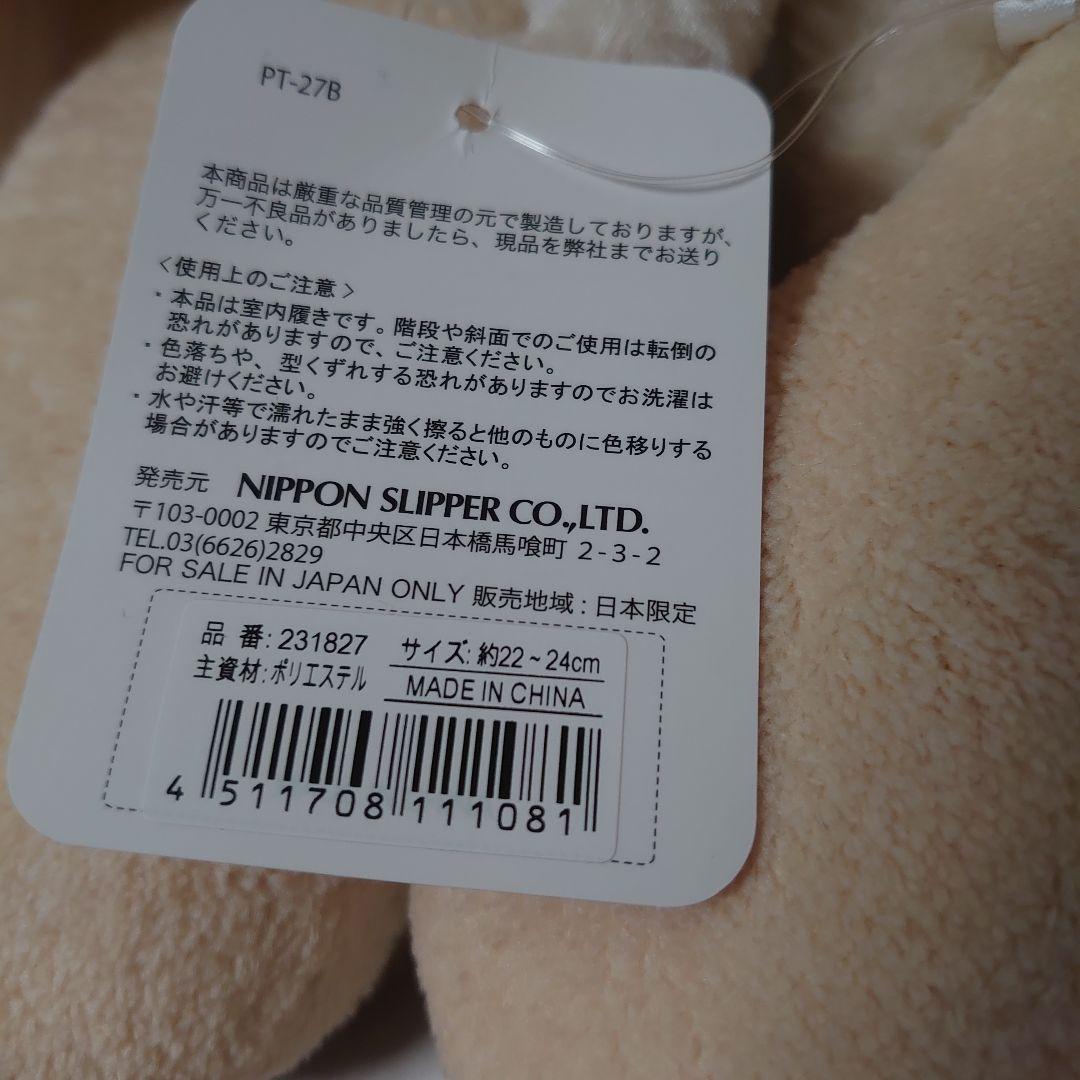 PT-27B
本商品は厳重な品質管理の元で製造しておりますが、
万一不良品がありましたら、現品を弊社までお送り
ください。
＜使用上のご注意＞
・本品は室内履きです。階段や斜面でのご使用は転倒の
恐れがありますので、ご注意ください。
・色落ちや、型くずれする恐れがありますのでお洗濯は
お避けください。
・水や汗等で濡れたまま強く擦ると他のものに色移りする
場合がありますのでご注意ください。
発売元 NIPPON SLIPPER CO.,LTD.
〒103-0002 東京都中央区日本橋馬喰町 2-3-2
TEL.03(6626)2829
FOR SALE IN JAPAN ONLY 販売地域：日本限定
品 番: 231827 サイズ: 約22~24cm
主資材:ポリエステル MADE IN CHINA
4 511708 111081